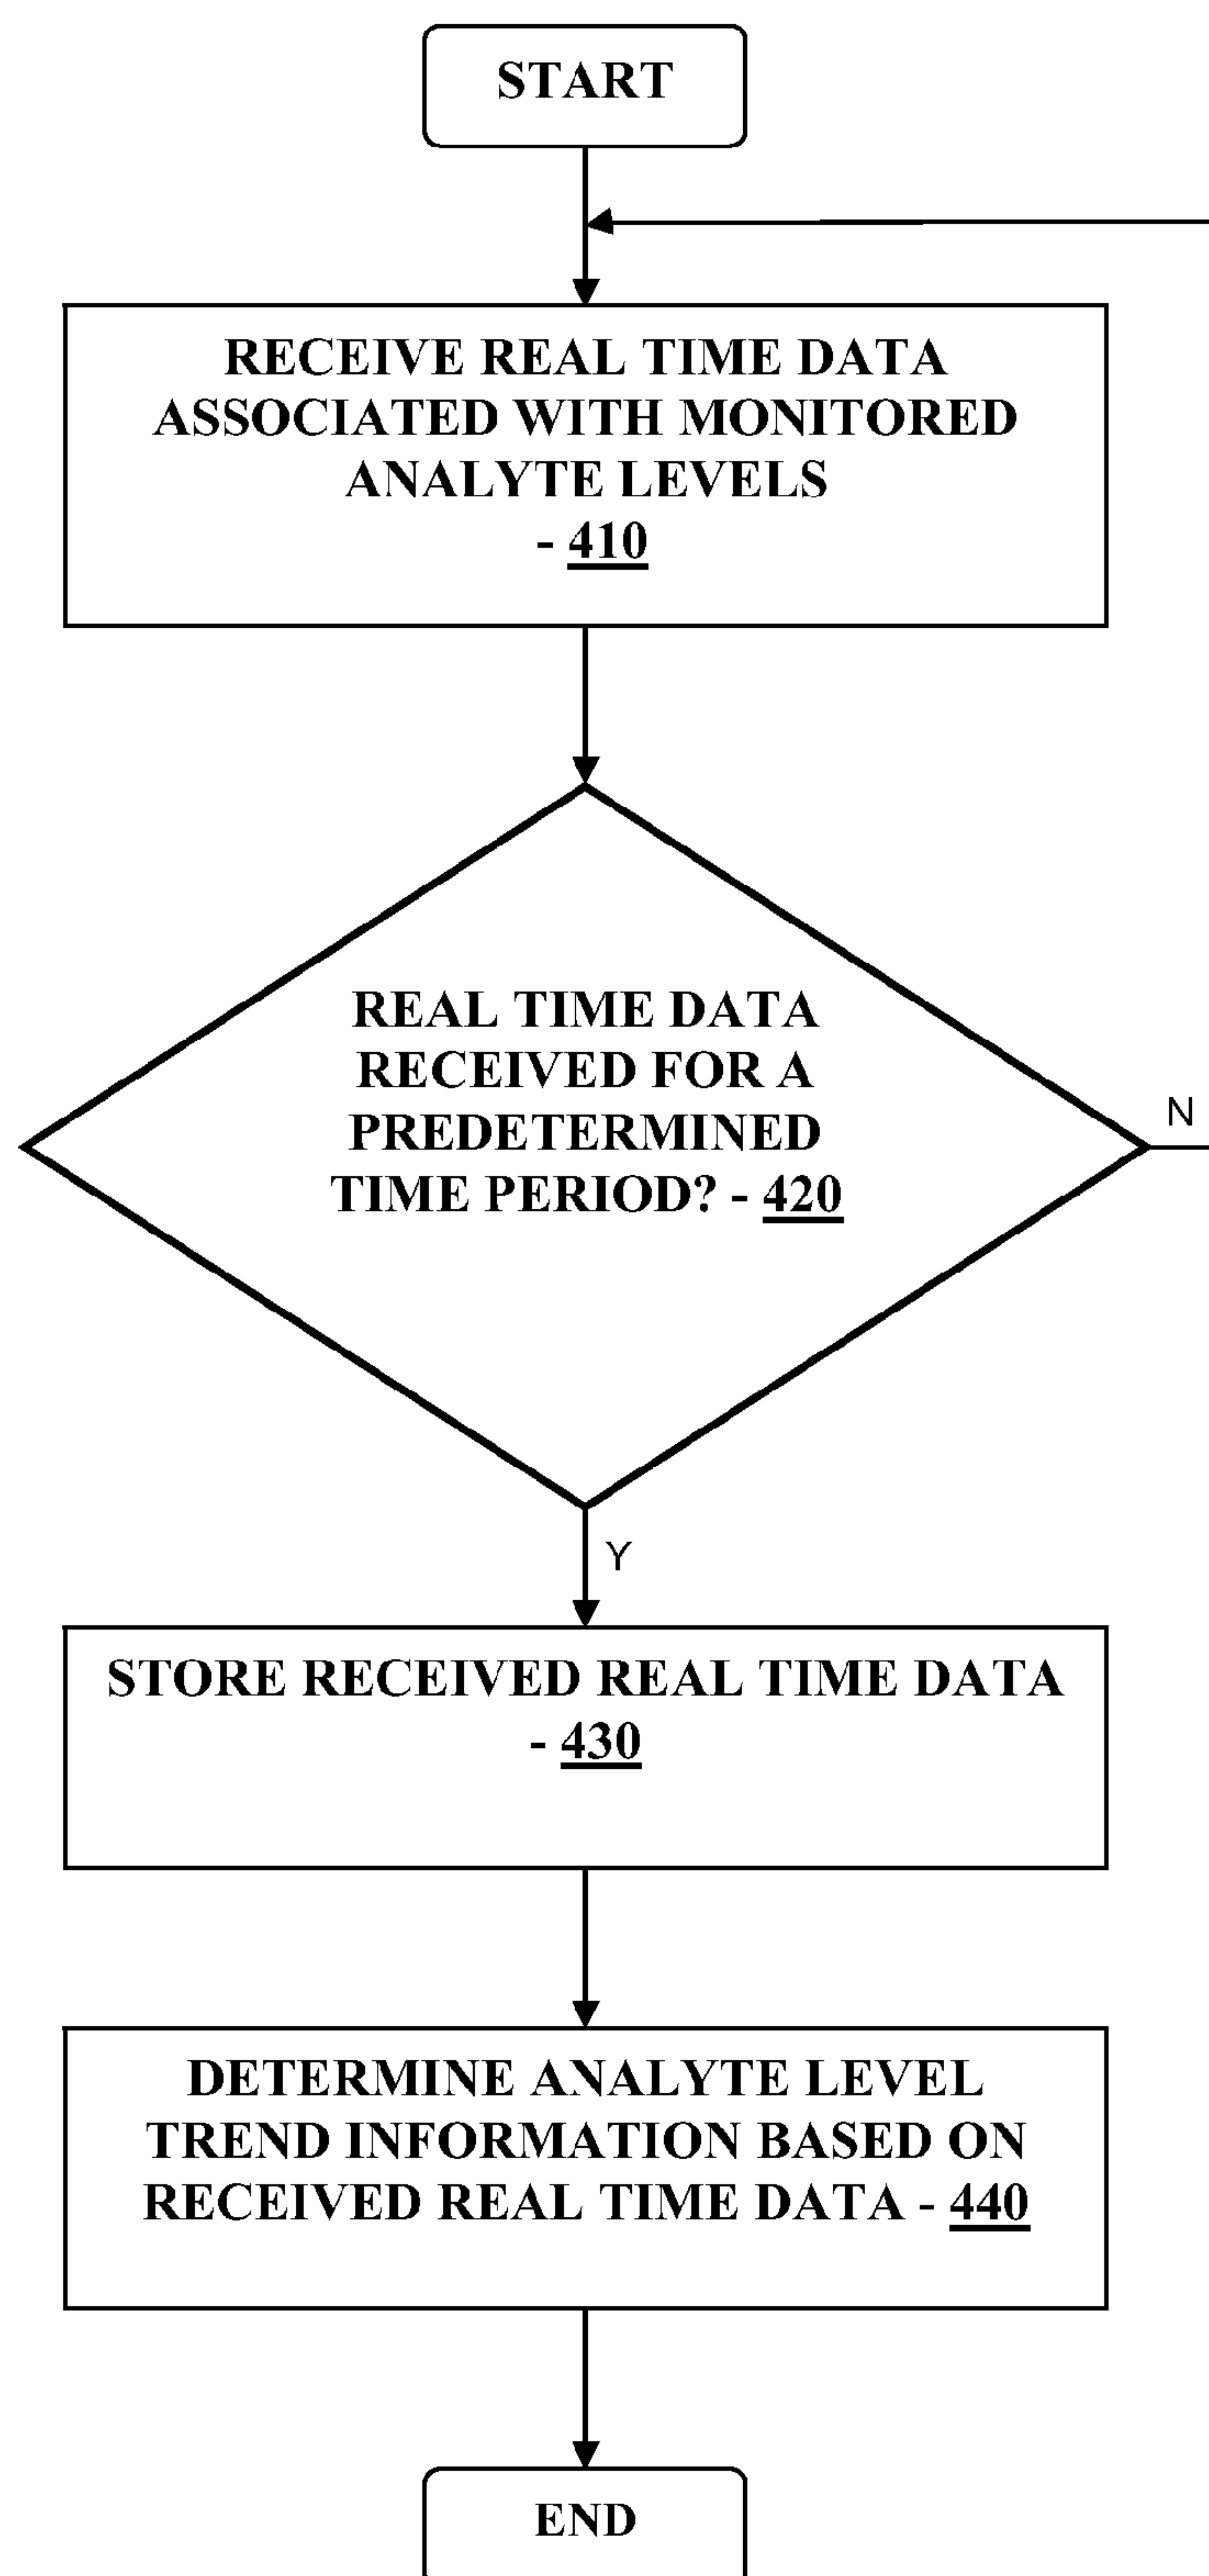 START
RECEIVE REAL TIME DATA
ASSOCIATED WITH MONITORED
ANALYTE LEVELS
- 410
REAL TIME DATA
RECEIVED FOR A
PREDETERMINED
TIME PERIOD? - 420
N
Y
STORE RECEIVED REAL TIME DATA
- 430
DETERMINE ANALYTE LEVEL
TREND INFORMATION BASED ON
RECEIVED REAL TIME DATA - 440
END